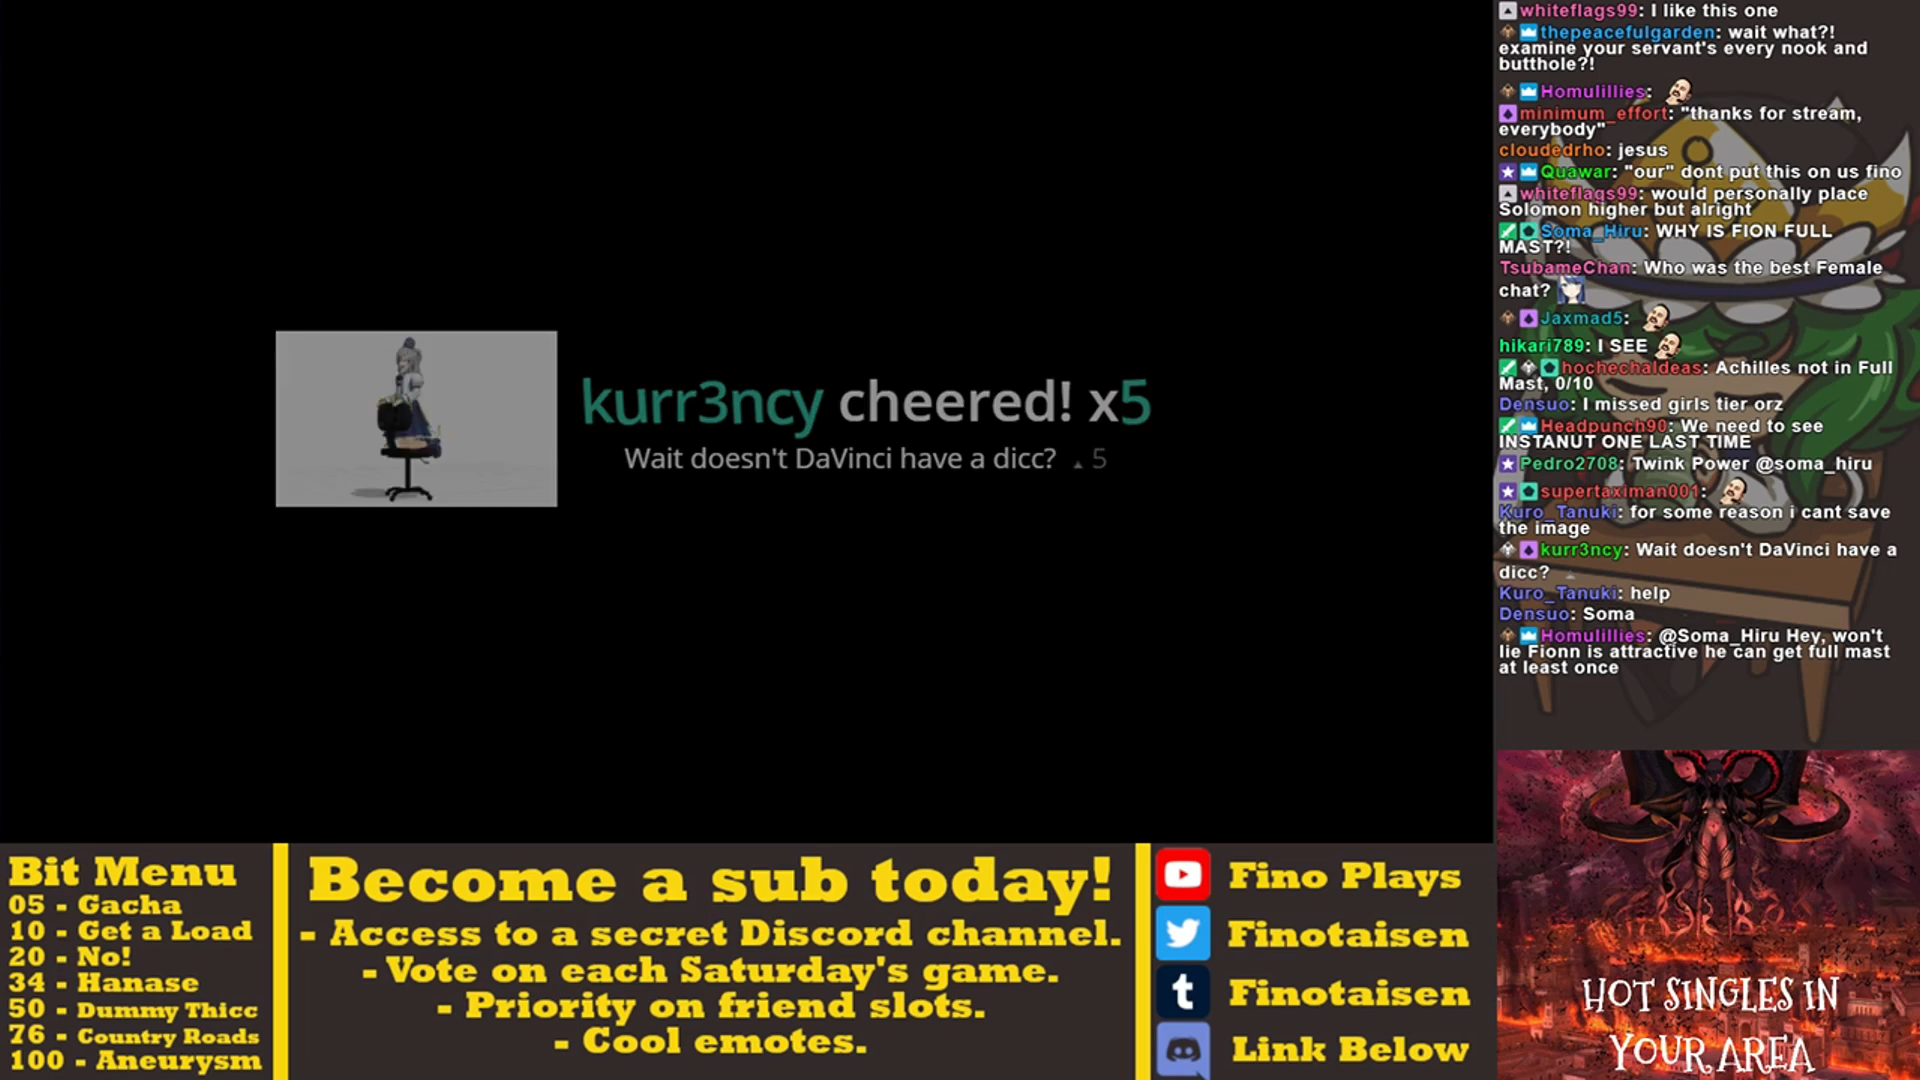 kurr3ncy cheered! x5
Wait doesn't DaVinci have a dicc? 5
whiteflags99: I like this one
thepeacefulgarden: wait what?!
examine your servant's every nook and
butthole?!
Homulillies:
minimum_effort: "thanks for stream,
everybody"
cloudedrho: jesus
Quawar: "our" dont put this on us fino
whiteflags99: would personally place
Solomon higher but alright
Soma_Hiru: WHY IS FION FULL
MAST?!
TsubameChan: Who was the best Female
chat?
Jaxmad5:
hikari789: I SEE
hochechaldeas: Achilles not in Full
Mast, 0/10
Densuo: I missed girls tier orz
Headpunch90: We need to see
INSTANUT ONE LAST TIME
Pedro2708: Twink Power @soma_hiru
supertaximan001:
Kuro_Tanuki: for some reason i cant save
the image
kurr3ncy: Wait doesn't DaVinci have a
dicc?
Kuro_Tanuki: help
Densuo: Soma
Homulillies: @Soma_Hiru Hey, won't
lie Fionn is attractive he can get full mast
at least once
Bit Menu
05 - Gacha
10 - Get a Load
20 - No!
34 - Hanase
50 - Dummy Thicc
76 - Country Roads
100 - Aneurysm
Become a sub today!
- Access to a secret Discord channel.
- Vote on each Saturday's game.
- Priority on friend slots.
- Cool emotes.
Fino Plays
Finotaisen
t Finotaisen
Link Below
HOT SINGLES IN
YOUR AREA